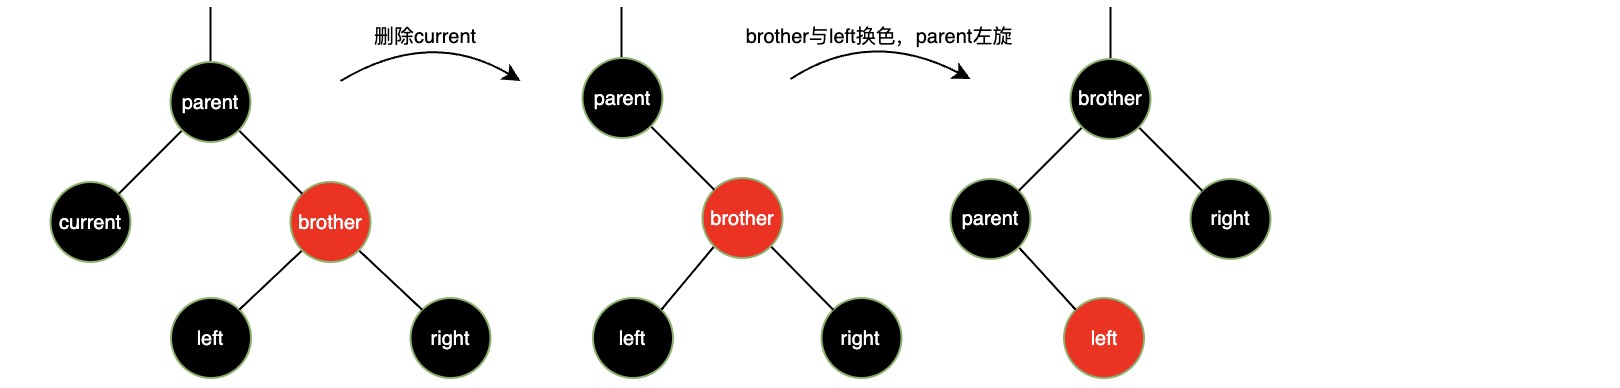 删除current
brother与left换色，parent左旋
parent
current
brother
left
right
parent
brother
left
right
brother
parent
right
left